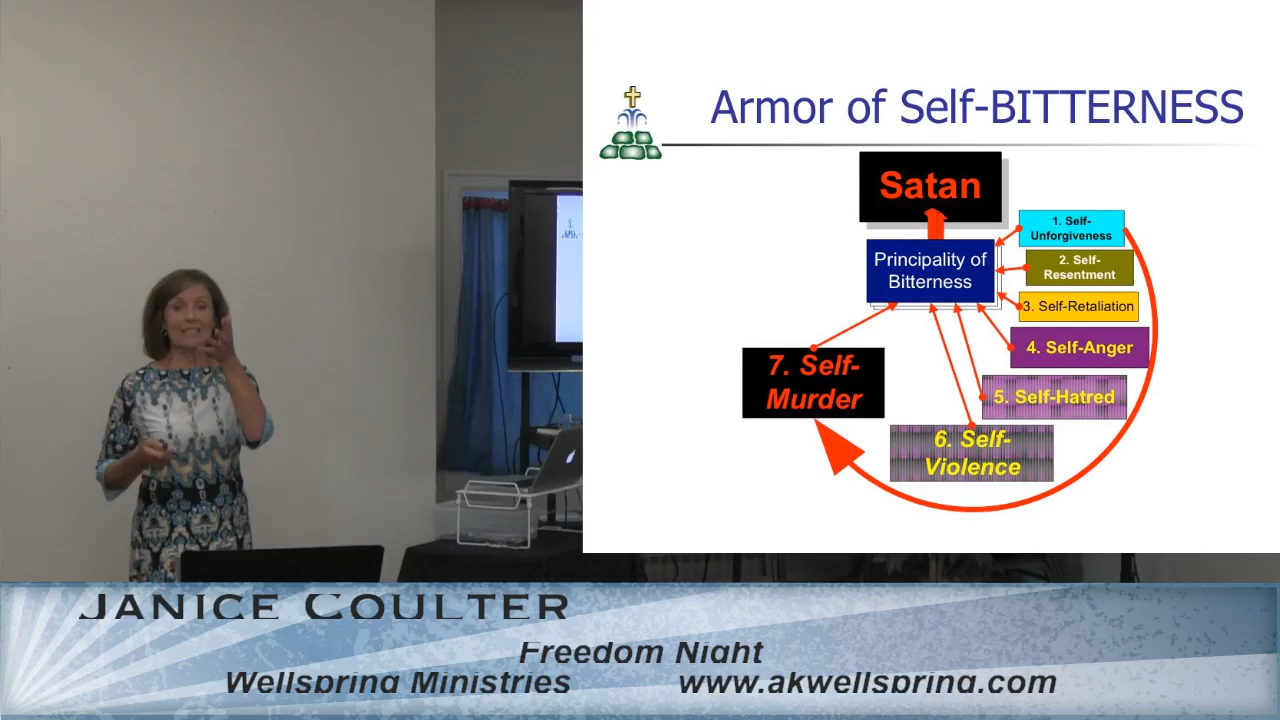 Armor of Self-BITTERNESS
Satan
Principality of
Bitterness
1. Self-
Unforgiveness
2. Self-
Resentment
3. Self-Retaliation
4. Self-Anger
5. Self-Hatred
6. Self-
Violence
7. Self-
Murder
JANICE COULTER
Freedom Night
Wellspring Ministries www.akwellspring.com